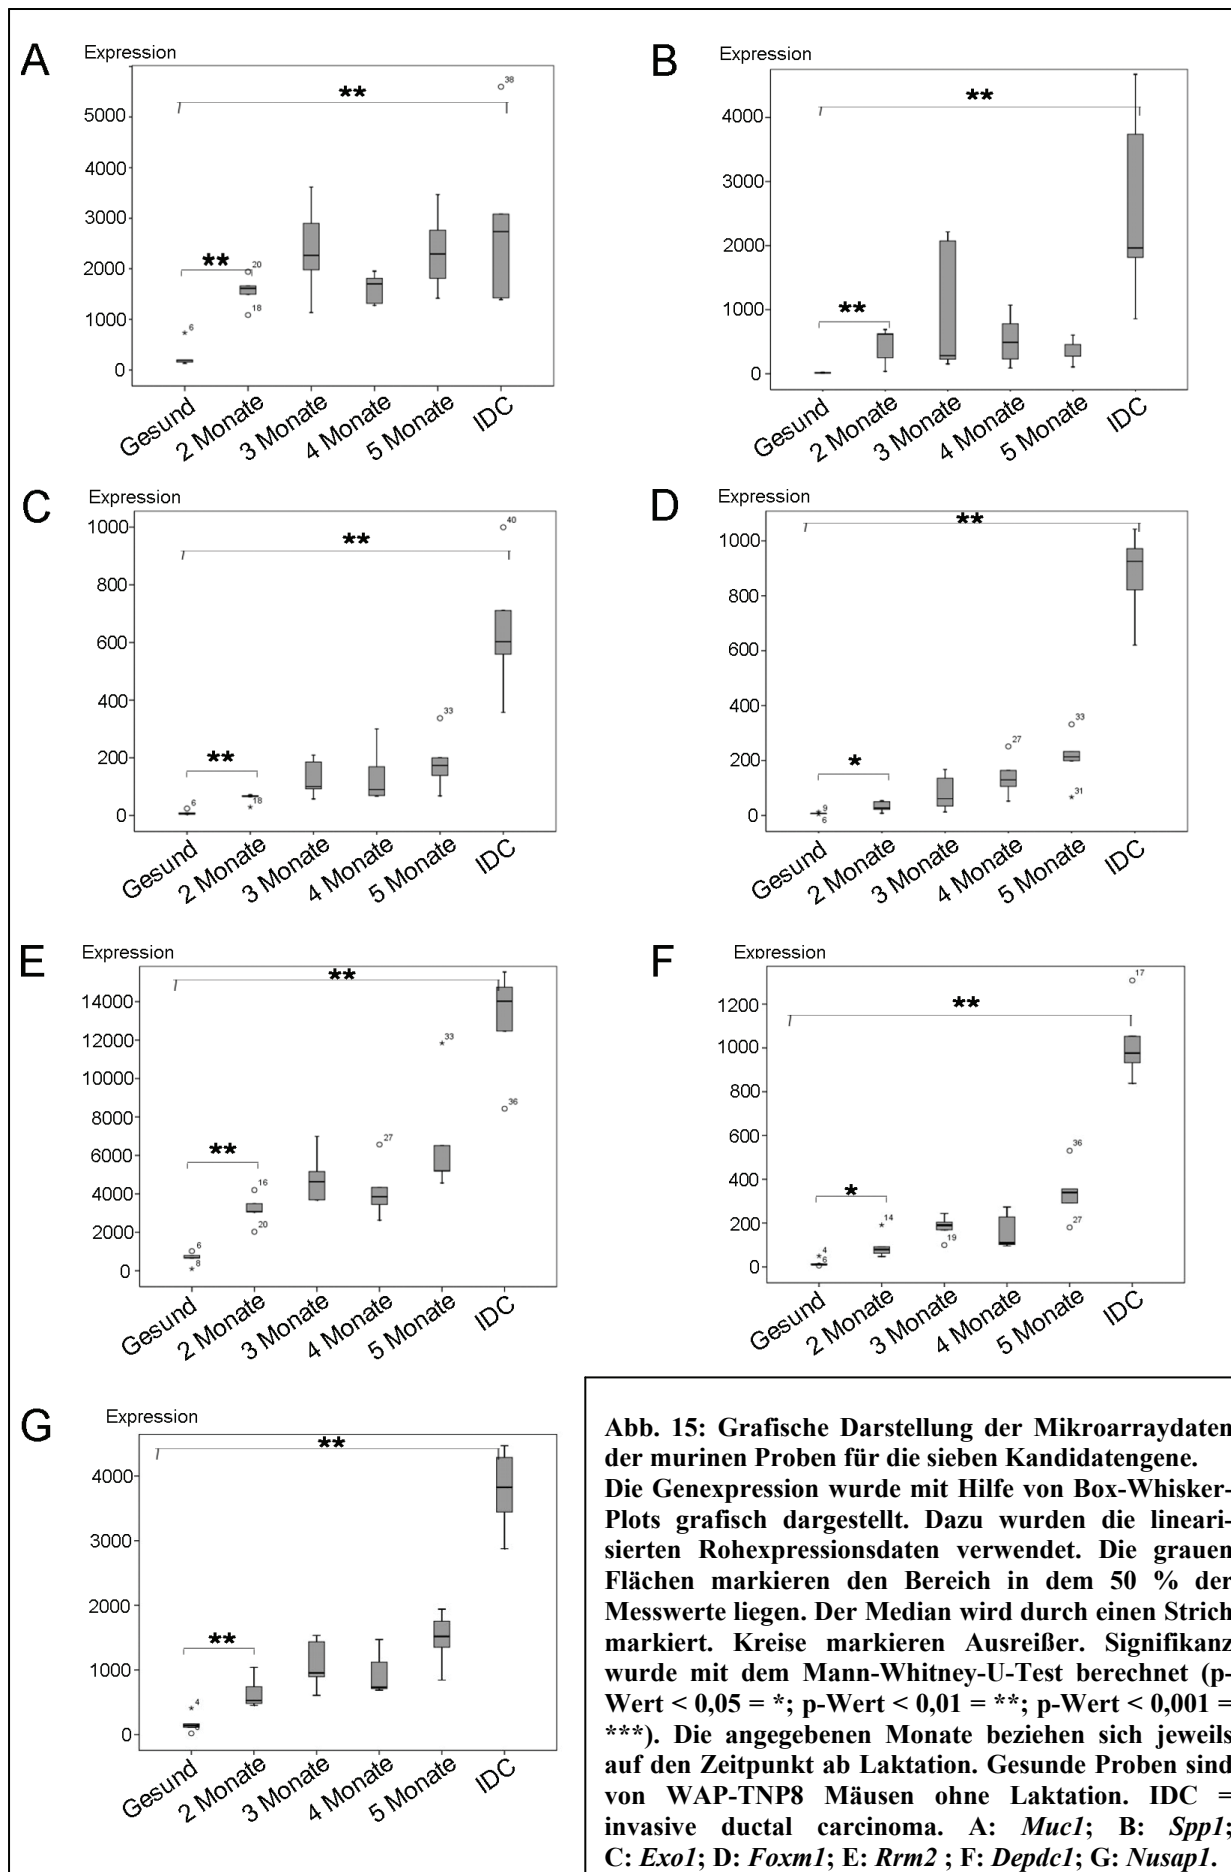 A
Expression
**
38
5000
4000
3000
2000
1000
0
**
6
20
18
Gesund
2 Monate
3 Monate
4 Monate
5 Monate
IDC
B
Expression
**
4000
3000
2000
1000
0
**
Gesund
2 Monate
3 Monate
4 Monate
5 Monate
IDC
C
Expression
**
40
1000
800
600
400
200
0
**
6
18
33
Gesund
2 Monate
3 Monate
4 Monate
5 Monate
IDC
D
Expression
**
1000
800
600
400
200
0
*
9
6
27
33
31
Gesund
2 Monate
3 Monate
4 Monate
5 Monate
IDC
E
Expression
**
14000
12000
10000
8000
6000
4000
2000
0
**
6
8
16
20
27
33
36
Gesund
2 Monate
3 Monate
4 Monate
5 Monate
IDC
F
Expression
**
17
1200
1000
800
600
400
200
0
*
4
6
14
19
36
27
Gesund
2 Monate
3 Monate
4 Monate
5 Monate
IDC
G
Expression
**
4000
3000
2000
1000
0
**
4
Gesund
2 Monate
3 Monate
4 Monate
5 Monate
IDC
Abb. 15: Grafische Darstellung der Mikroarraydaten
der murinen Proben für die sieben Kandidatengene.
Die Genexpression wurde mit Hilfe von Box-Whisker-
Plots grafisch dargestellt. Dazu wurden die lineari-
sierten Rohexpressionsdaten verwendet. Die grauen
Flächen markieren den Bereich in dem 50 % der
Messwerte liegen. Der Median wird durch einen Strich
markiert. Kreise markieren Ausreißer. Signifikanz
wurde mit dem Mann-Whitney-U-Test berechnet (p-
Wert < 0,05 = *; p-Wert < 0,01 = **; p-Wert < 0,001 =
***). Die angegebenen Monate beziehen sich jeweils
auf den Zeitpunkt ab Laktation. Gesunde Proben sind
von WAP-TNP8 Mäusen ohne Laktation. IDC =
invasive ductal carcinoma. A: Muc1; B: Spp1;
C: Exo1; D: Foxm1; E: Rrm2 ; F: Depdc1; G: Nusap1.